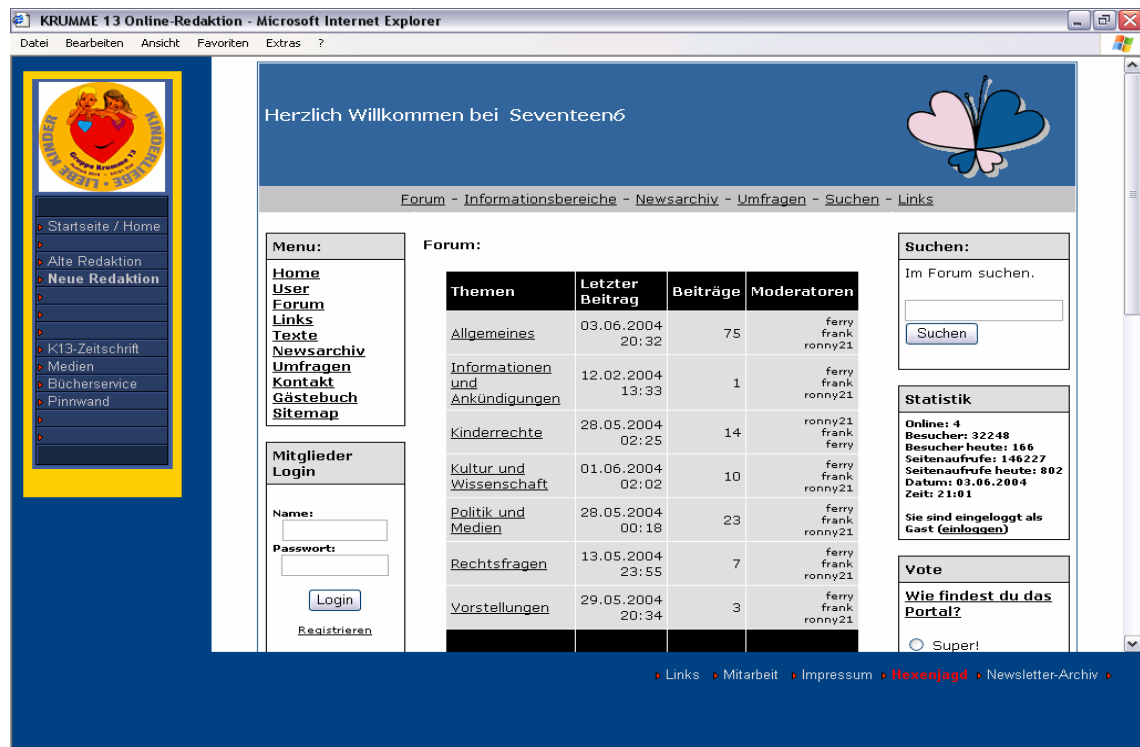 KRUMME 13 Online-Redaktion - Microsoft Internet Explorer
Datei Bearbeiten Ansicht Favoriten Extras ?
LIEBE KINDER KINDERLIEBE
Gruppe Krumme 13
Startseite / Home
Alte Redaktion
Neue Redaktion
K13-Zeitschrift
Medien
Bücherservice
Pinnwand
Herzlich Willkommen bei Seventeen6
Forum - Informationsbereiche - Newsarchiv - Umfragen - Suchen - Links
Menu:
Home
User
Forum
Links
Texte
Newsarchiv
Umfragen
Kontakt
Gästebuch
Sitemap
Mitglieder
Login
Name:
Passwort:
Login
Registrieren
Forum:
Themen Letzter Beitrag Beiträge Moderatoren
Allgemeines 03.06.2004 20:32 75 ferry frank ronny21
Informationen und Ankündigungen 12.02.2004 13:33 1 ferry frank ronny21
Kinderrechte 28.05.2004 02:25 14 ronny21 frank ferry
Kultur und Wissenschaft 01.06.2004 02:02 10 ferry frank ronny21
Politik und Medien 28.05.2004 00:18 23 ferry frank ronny21
Rechtsfragen 13.05.2004 23:55 7 ferry frank ronny21
Vorstellungen 29.05.2004 20:34 3 ferry frank ronny21
Suchen:
Im Forum suchen.
Suchen
Statistik
Online: 4
Besucher: 32248
Besucher heute: 166
Seitenaufrufe: 146227
Seitenaufrufe heute: 802
Datum: 03.06.2004
Zeit: 21:01
Sie sind eingeloggt als
Gast (einloggen)
Vote
Wie findest du das
Portal?
Super!
Links Mitarbeit Impressum Hexenjagd Newsletter-Archiv